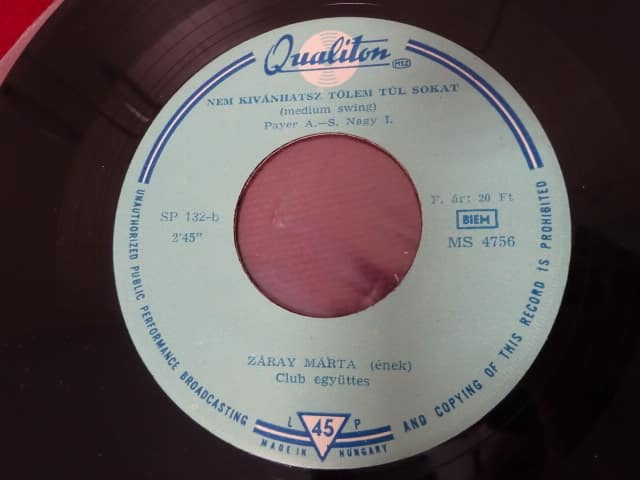 Qualiton
MSZ
NEM KIVÁNHATSZ TŐLEM TÚL SOKAT
(medium swing)
Payer A.—S. Nagy I.
SP 132-b
2'45"
F. ár: 20 Ft
BIEM
MS 4756
ZÁRAY MÁRTA (ének)
Club együttes
L 45 P
MADE IN HUNGARY
UNAUTHORIZED PUBLIC PERFORMANCE BROADCASTING AND COPYING OF THIS RECORD IS PROHIBITED